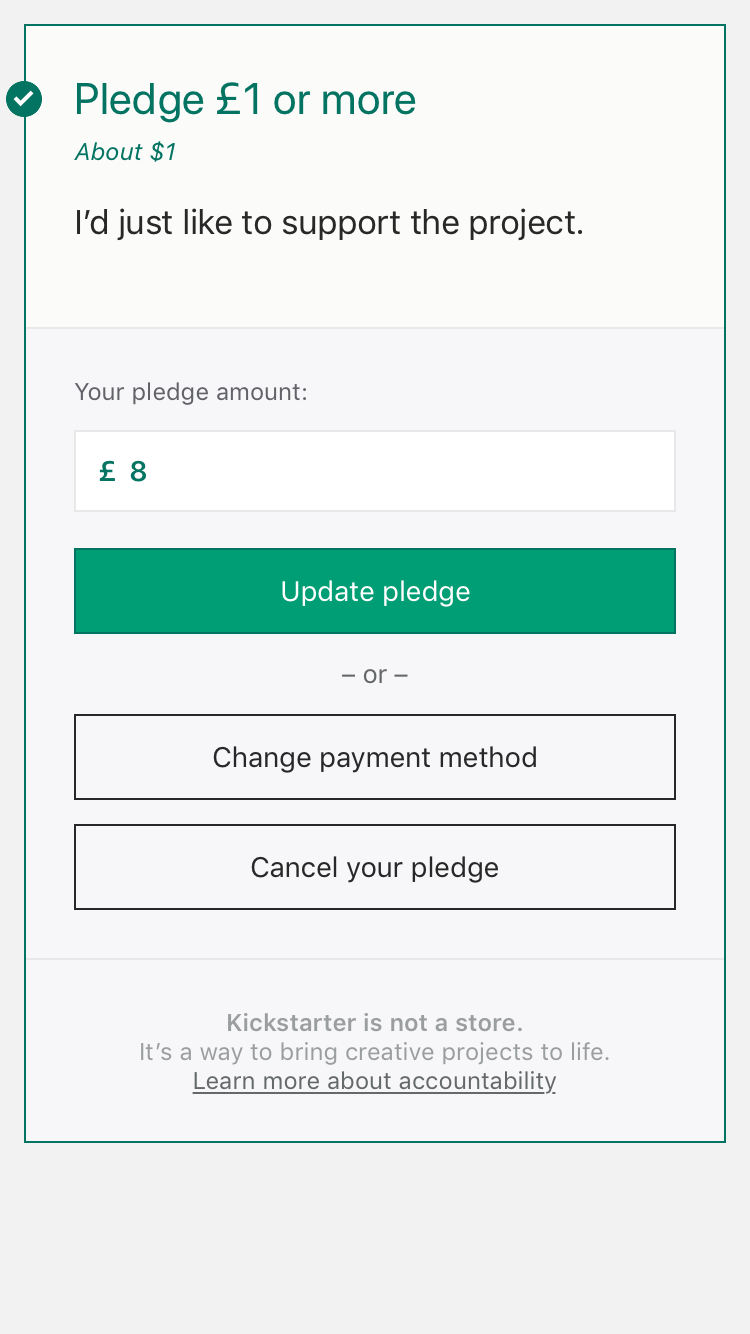 Pledge £1 or more
About $1
I’d just like to support the project.
Your pledge amount:
£ 8
Update pledge
– or –
Change payment method
Cancel your pledge
Kickstarter is not a store.
It’s a way to bring creative projects to life.
Learn more about accountability